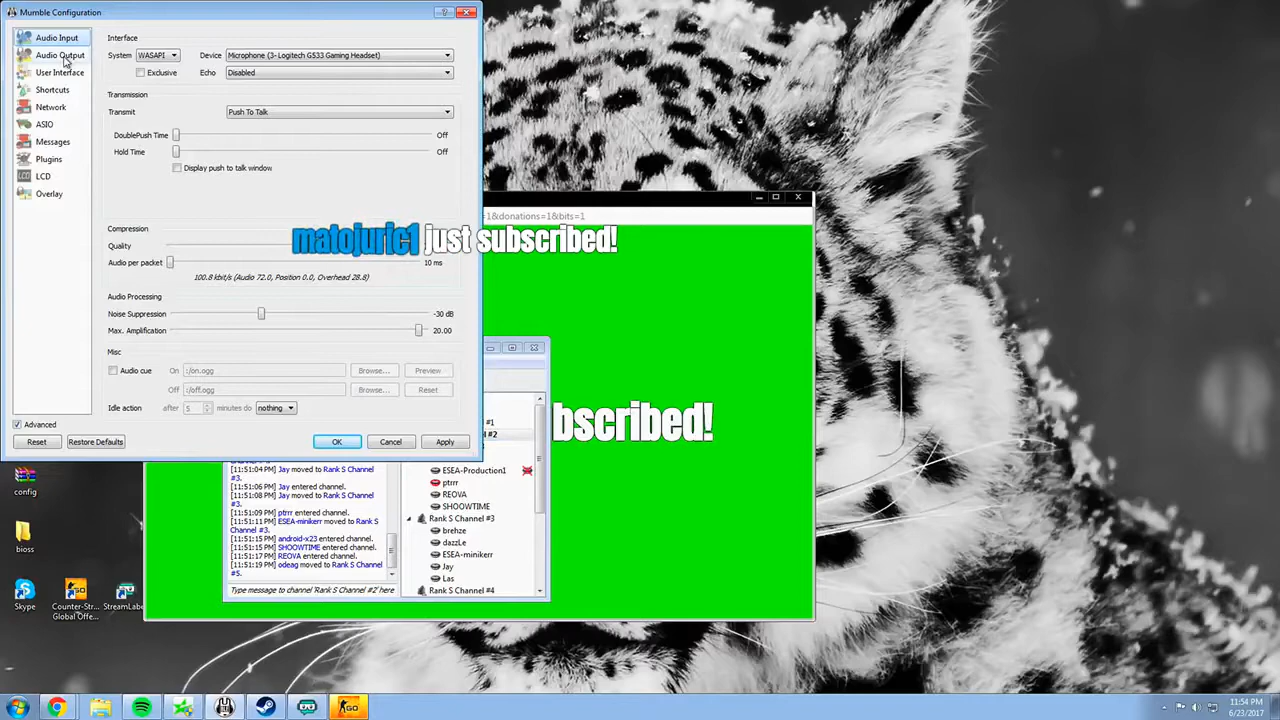 Mumble Configuration
Audio Input
Audio Output
User Interface
Shortcuts
Network
ASIO
Messages
Plugins
LCD
Overlay
Interface
System WASAPI Device Microphone (3- Logitech G533 Gaming Headset)
Exclusive Echo Disabled
Transmission
Transmit Push To Talk
DoublePush Time Off
Hold Time Off
Display push to talk window
Compression
Quality
Audio per packet 10 ms
100.8 kbit/s (Audio 72.0, Position 0.0, Overhead 28.8)
Audio Processing
Noise Suppression -30 dB
Max. Amplification 20.00
Misc
Audio cue On :/on.ogg Browse... Preview
Off :/off.ogg Browse... Reset
Idle action after 5 minutes do nothing
Advanced
Reset Restore Defaults OK Cancel Apply
=1&donations=1&bits=1
matojuric1 just subscribed!
bscribed!
#1
#2
[11:51:04 PM] Jay moved to Rank S Channel
#3.
[11:51:06 PM] Jay entered channel.
[11:51:08 PM] Jay moved to Rank S Channel
#3.
[11:51:09 PM] ptrrr entered channel.
[11:51:11 PM] ESEA-minikerr moved to Rank S
Channel #3.
[11:51:15 PM] android-x23 entered channel.
[11:51:15 PM] SHOOWTIME entered channel.
[11:51:17 PM] REOVA entered channel.
[11:51:19 PM] odeag moved to Rank S Channel
#5.
Type message to channel 'Rank S Channel #2' here
ESEA-Production1
ptrrr
REOVA
SHOOWTIME
Rank S Channel #3
brehze
dazzLe
ESEA-minikerr
Jay
Las
Rank S Channel #4
config
bioss
Skype
Counter-Str...
Global Offe...
StreamLabe
GO
11:54 PM
6/23/2017